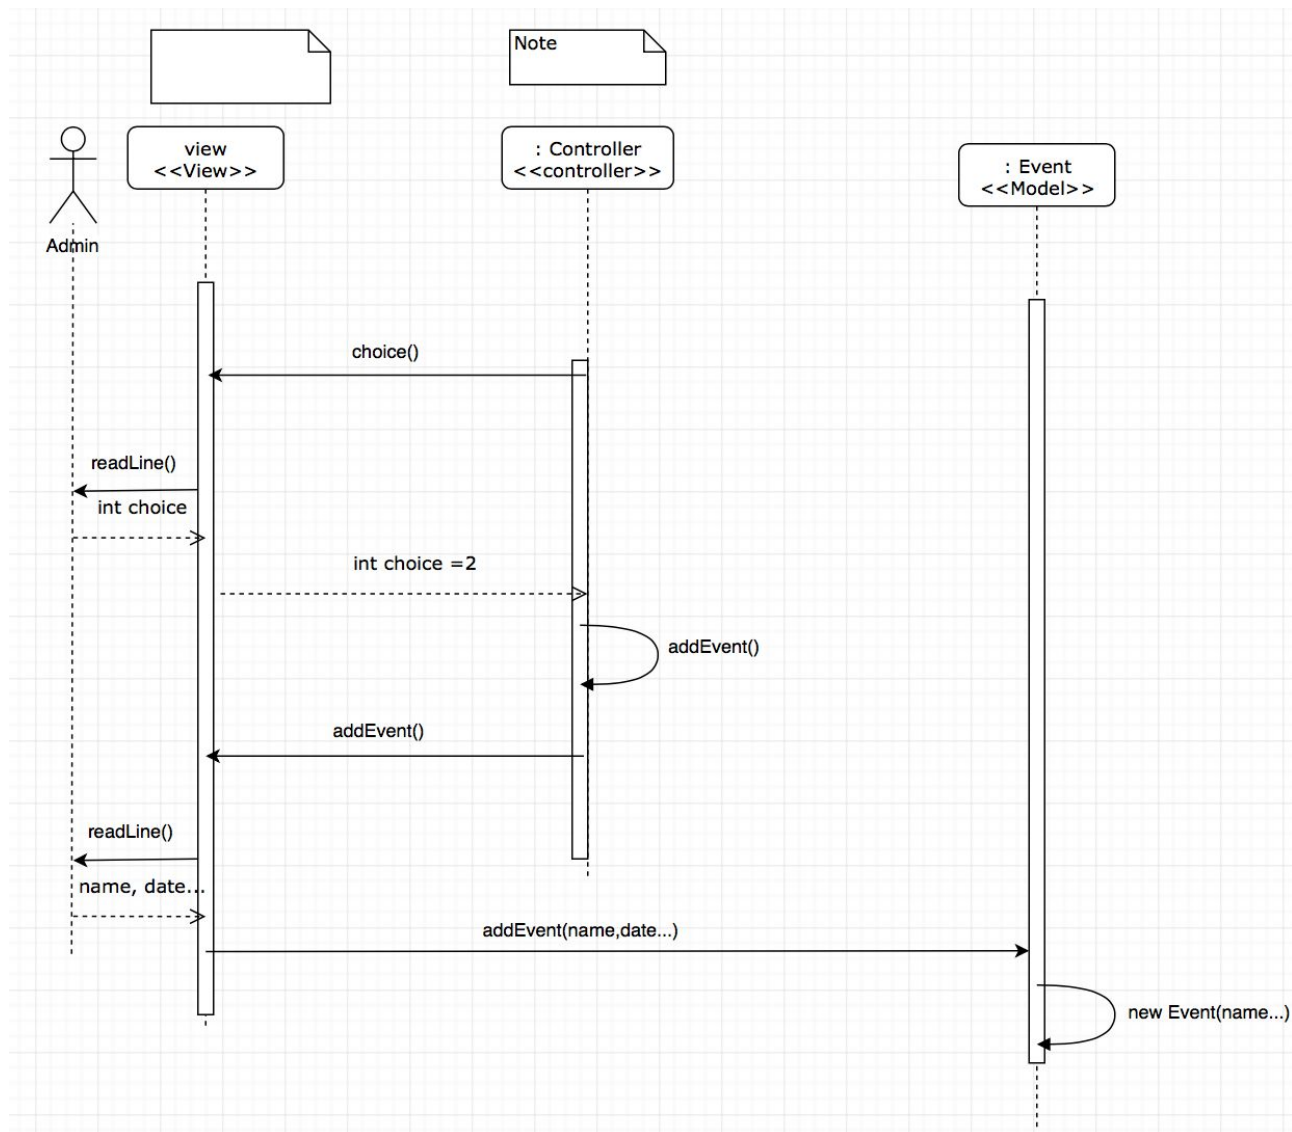 Note
view
<<View>>
: Controller
<<controller>>
: Event
<<Model>>
Admin
choice()
readLine()
int choice
int choice =2
addEvent()
addEvent()
readLine()
name, date...
addEvent(name,date...)
new Event(name...)